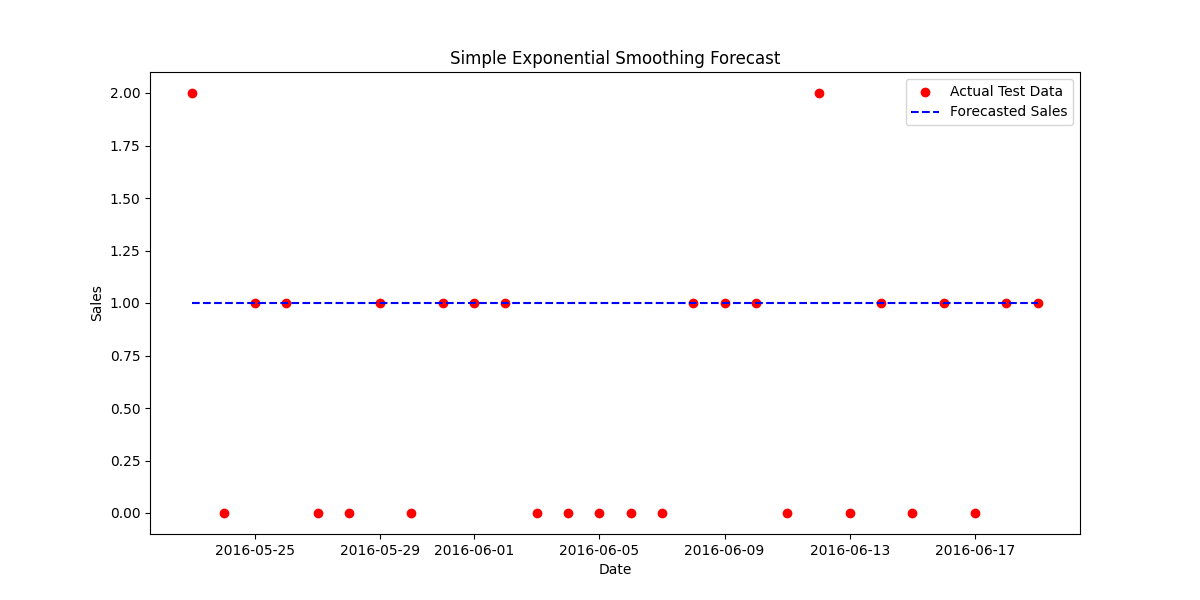 Simple Exponential Smoothing Forecast
Actual Test Data
Forecasted Sales
2.00
1.75
1.50
1.25
1.00
0.75
0.50
0.25
0.00
Sales
2016-05-25 2016-05-29 2016-06-01 2016-06-05 2016-06-09 2016-06-13 2016-06-17
Date